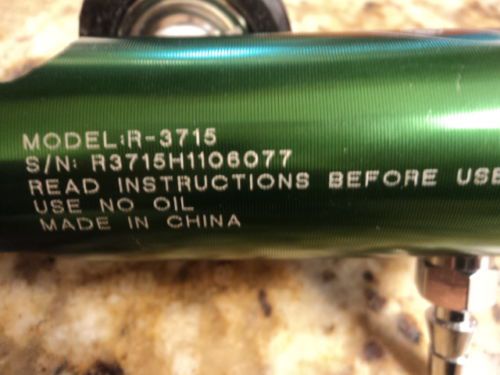 MODEL:R-3715
S/N: R3715H1106077
READ INSTRUCTIONS BEFORE USE
USE NO OIL
MADE IN CHINA